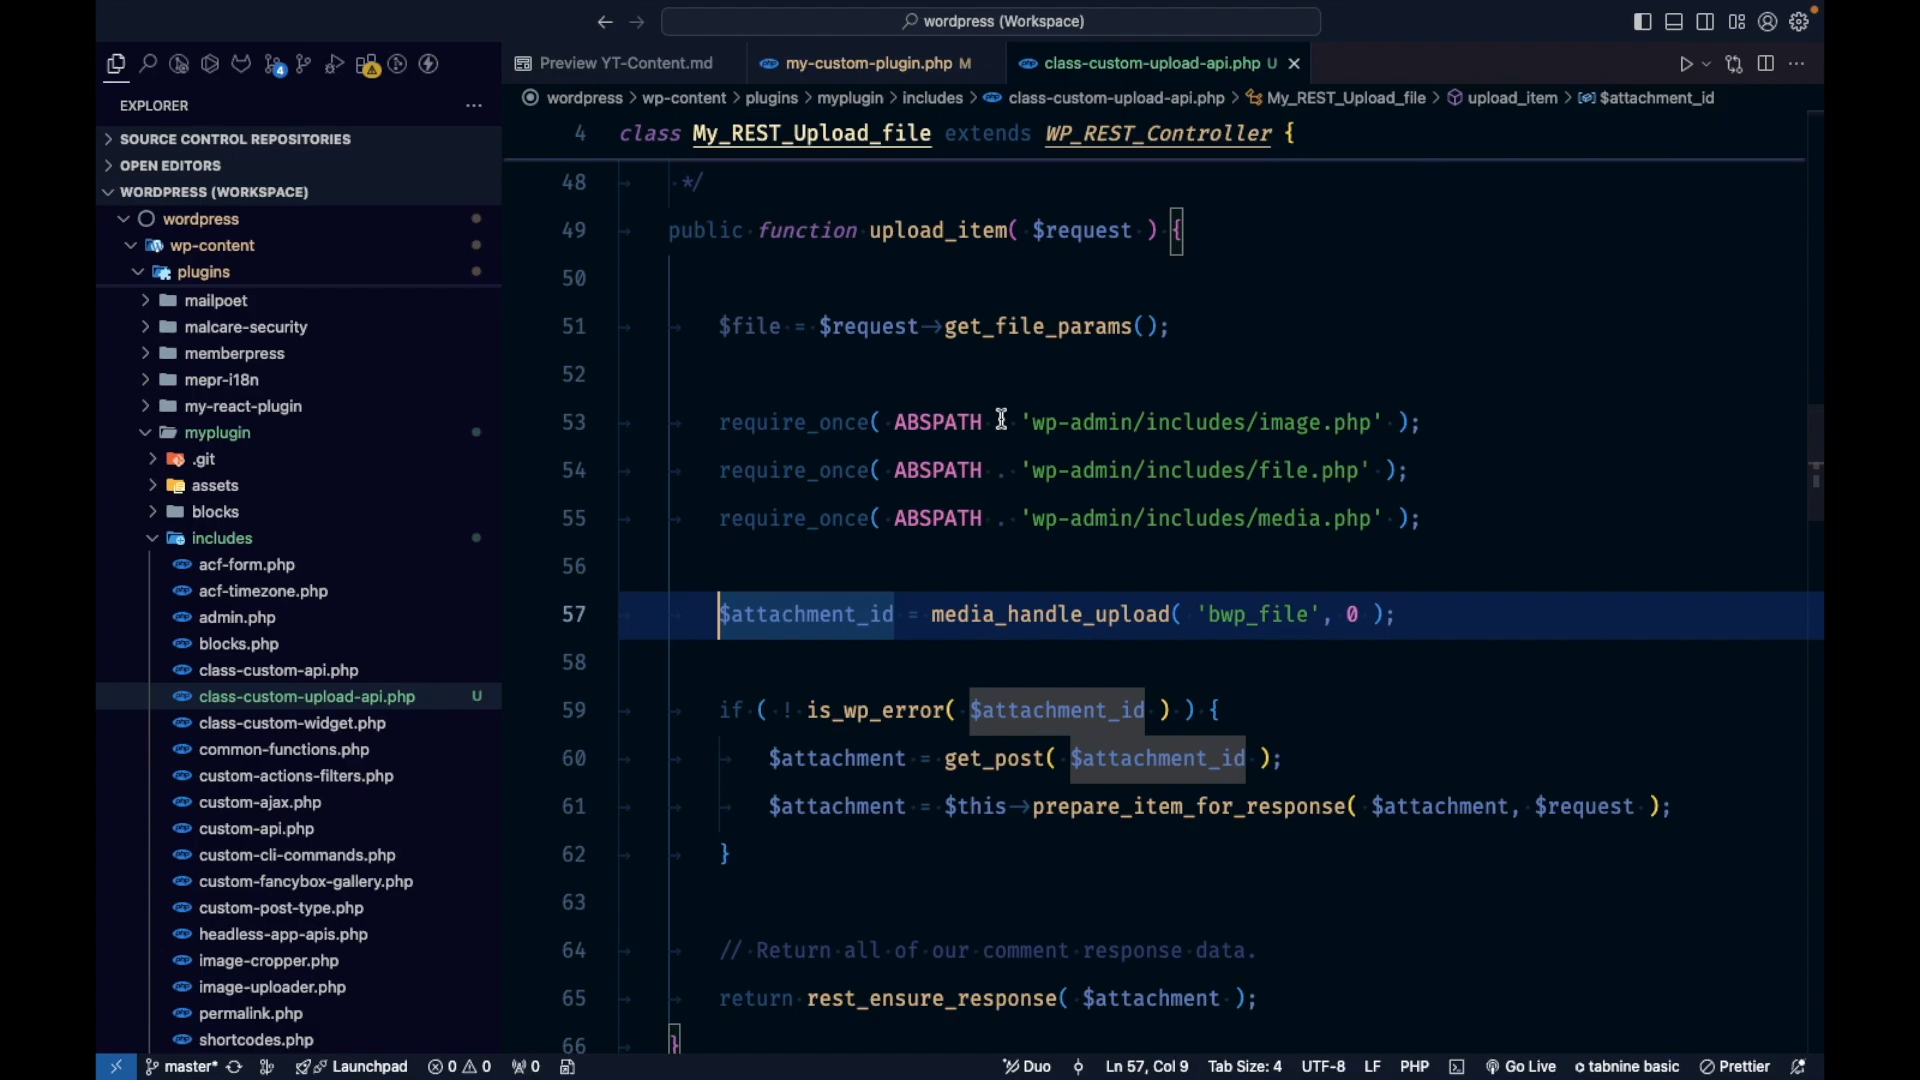 wordpress (Workspace)
4
Preview YT-Content.md
my-custom-plugin.php M
class-custom-upload-api.php U
EXPLORER
wordpress > wp-content > plugins > myplugin > includes > class-custom-upload-api.php > My_REST_Upload_file > upload_item > $attachment_id
SOURCE CONTROL REPOSITORIES
OPEN EDITORS
WORDPRESS (WORKSPACE)
wordpress
wp-content
plugins
mailpoet
malcare-security
memberpress
mepr-i18n
my-react-plugin
myplugin
.git
assets
blocks
includes
acf-form.php
acf-timezone.php
admin.php
blocks.php
class-custom-api.php
class-custom-upload-api.php U
class-custom-widget.php
common-functions.php
custom-actions-filters.php
custom-ajax.php
custom-api.php
custom-cli-commands.php
custom-fancybox-gallery.php
custom-post-type.php
headless-app-apis.php
image-cropper.php
image-uploader.php
permalink.php
shortcodes.php
4 class My_REST_Upload_file extends WP_REST_Controller {
48 */
49 public function upload_item( $request ) {
50
51 $file = $request->get_file_params();
52
53 require_once( ABSPATH . 'wp-admin/includes/image.php' );
54 require_once( ABSPATH . 'wp-admin/includes/file.php' );
55 require_once( ABSPATH . 'wp-admin/includes/media.php' );
56
57 $attachment_id = media_handle_upload( 'bwp_file', 0 );
58
59 if ( ! is_wp_error( $attachment_id ) ) {
60 $attachment = get_post( $attachment_id );
61 $attachment = $this->prepare_item_for_response( $attachment, $request );
62 }
63
64 // Return all of our comment response data.
65 return rest_ensure_response( $attachment );
66 }
master* Launchpad 0 0 0 Duo Ln 57, Col 9 Tab Size: 4 UTF-8 LF PHP Go Live tabnine basic Prettier